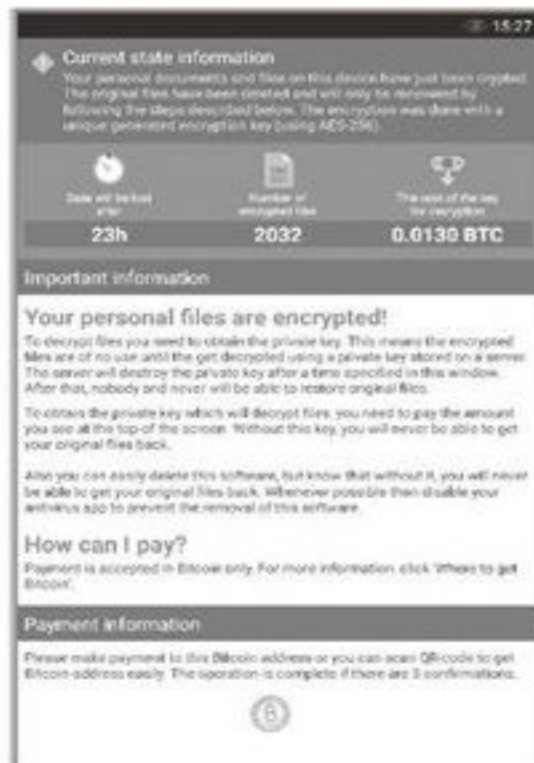 15:27
Current state information
Your personal documents and files on this device have just been crypted.
The original files have been deleted and will only be recovered by
following the steps described below. The encryption was done with a
unique generated encryption key (using AES-256).
Data will be lost
after
Number of
encrypted files
The cost of the key
for decryption
23h
2032
0.0130 BTC
Important information
Your personal files are encrypted!
To decrypt files you need to obtain the private key. This means the encrypted
files are of no use until the get decrypted using a private key stored on a server.
The server will destroy the private key after a time specified in this window.
After that, nobody and never will be able to restore original files.
To obtain the private key which will decrypt files, you need to pay the amount
you see at the top of the screen. Without this key, you will never be able to get
your original files back.
Also you can easily delete this software, but know that without it, you will never
be able to get your original files back. Whenever possible then disable your
antivirus app to prevent the removal of this software.
How can I pay?
Payment is accepted in Bitcoin only. For more information click 'Where to get
Bitcoin'.
Payment information
Please make payment to this Bitcoin address or you can scan QR-code to get
Bitcoin address easily. The operation is complete if there are 3 confirmations.